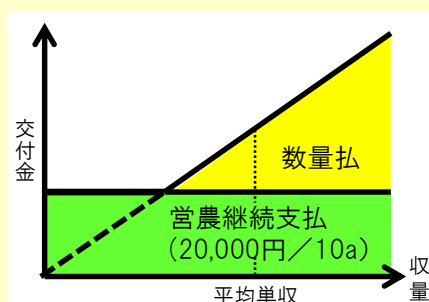 交付金
数量払
営農継続支払
(20,000円／10a)
平均単収
収量